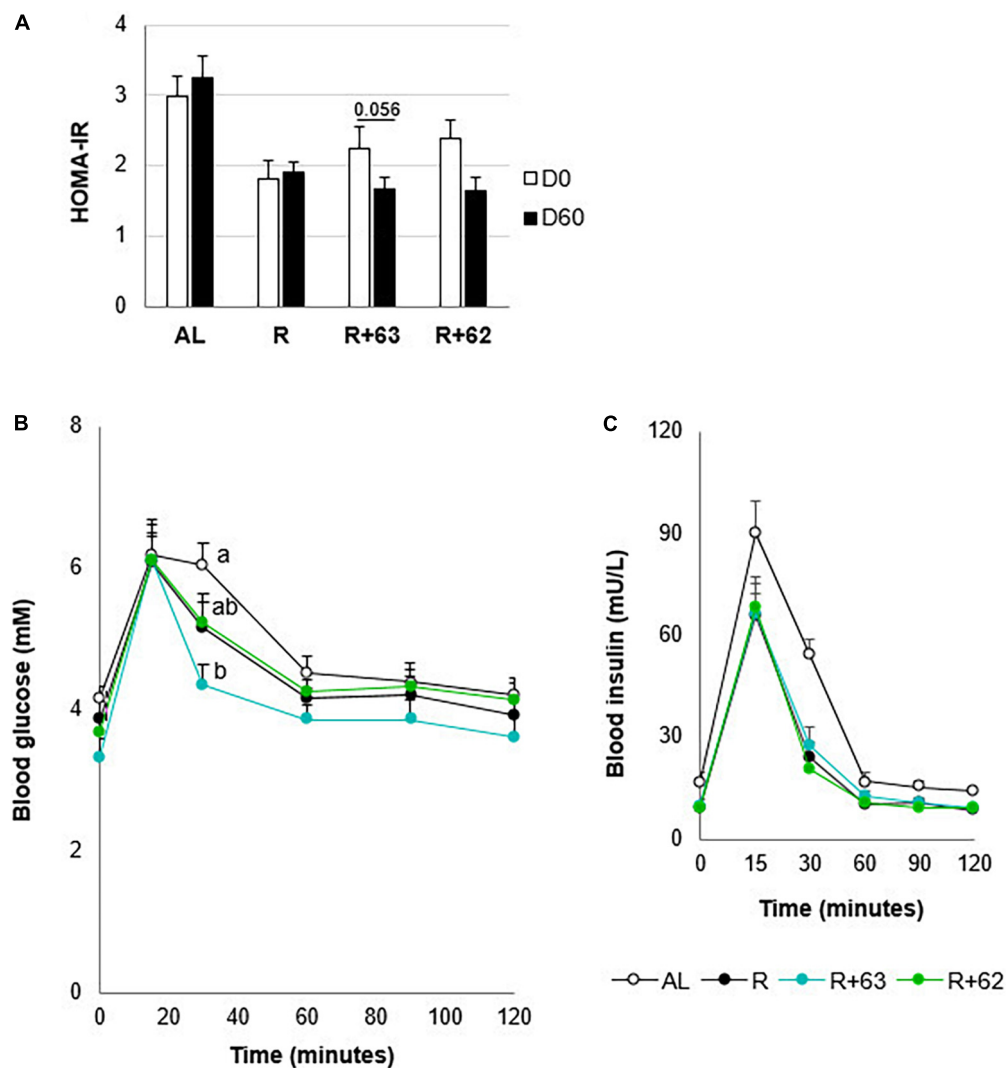 A
4
3
2
1
0
HOMA-IR
0.056
AL R R+63 R+62
D0
D60
B
8
6
4
2
0
Blood glucose (mM)
a
ab
b
0 20 40 60 80 100 120
Time (minutes)
C
120
90
60
30
0
Blood insulin (mU/L)
0 15 30 60 90 120
Time (minutes)
AL R R+63 R+62